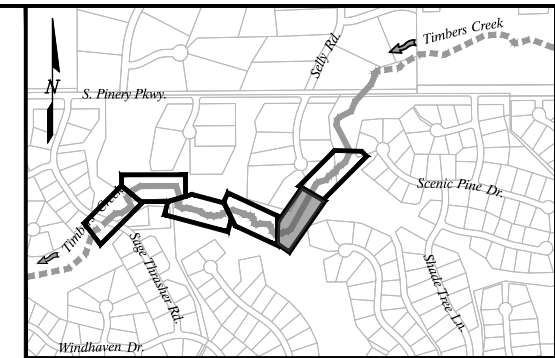 Timbers Creek
Selly Rd.
N
S. Pinery Pkwy.
Scenic Pine Dr.
Timbers Creek
Sage Thrasher Rd.
Shade Tree Ln.
Windhaven Dr.